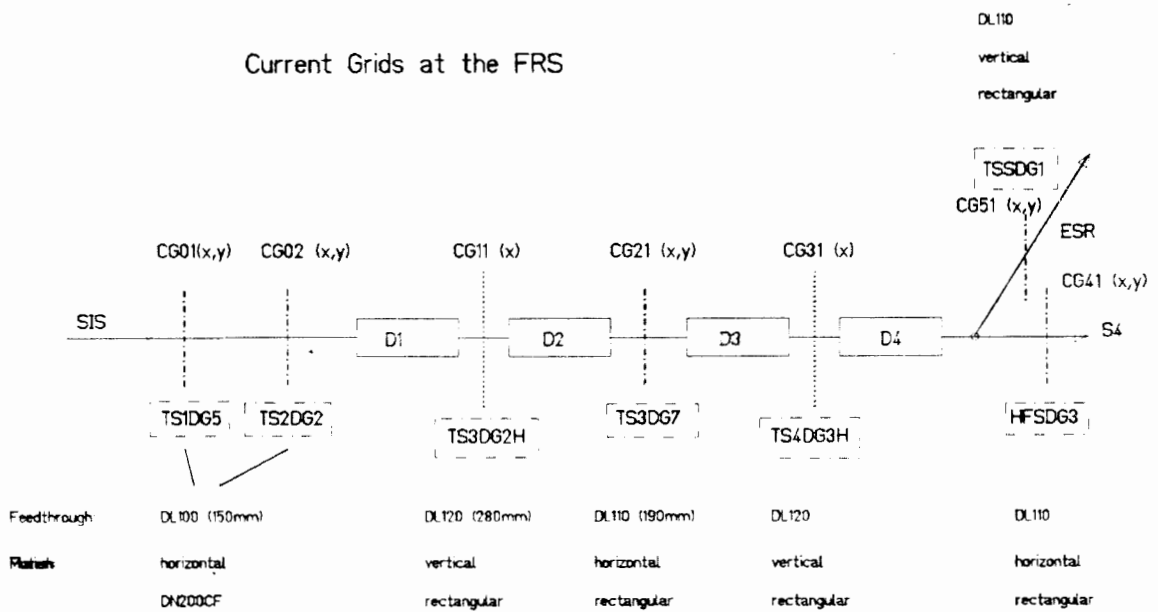 DL110
vertical
rectangular
Current Grids at the FRS
TSSDG1
CG51 (x,y)
ESR
CG01(x,y) CG02 (x,y) CG11 (x) CG21 (x,y) CG31 (x)
CG41 (x,y)
SIS D1 D2 D3 D4 S4
TS1DG5 TS2DG2 TS3DG2H TS3DG7 TS4DG3H HFSDG3
Feedthrough: DL100 (150mm) DL120 (280mm) DL110 (190mm) DL120 DL110
horizontal vertical horizontal vertical horizontal
DN200CF rectangular rectangular rectangular rectangular